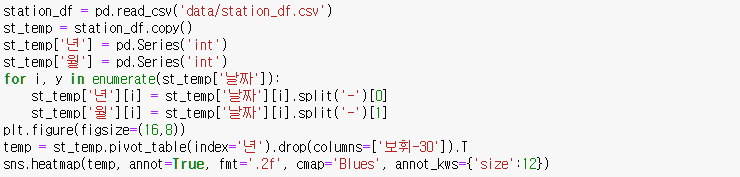 station_df = pd.read_csv('data/station_df.csv')
st_temp = station_df.copy()
st_temp['년'] = pd.Series('int')
st_temp['월'] = pd.Series('int')
for i, y in enumerate(st_temp['날짜']):
    st_temp['년'][i] = st_temp['날짜'][i].split('-')[0]
    st_temp['월'][i] = st_temp['날짜'][i].split('-')[1]
plt.figure(figsize=(16,8))
temp = st_temp.pivot_table(index='년').drop(columns=['보휘-30']).T
sns.heatmap(temp, annot=True, fmt='.2f', cmap='Blues', annot_kws={'size':12})